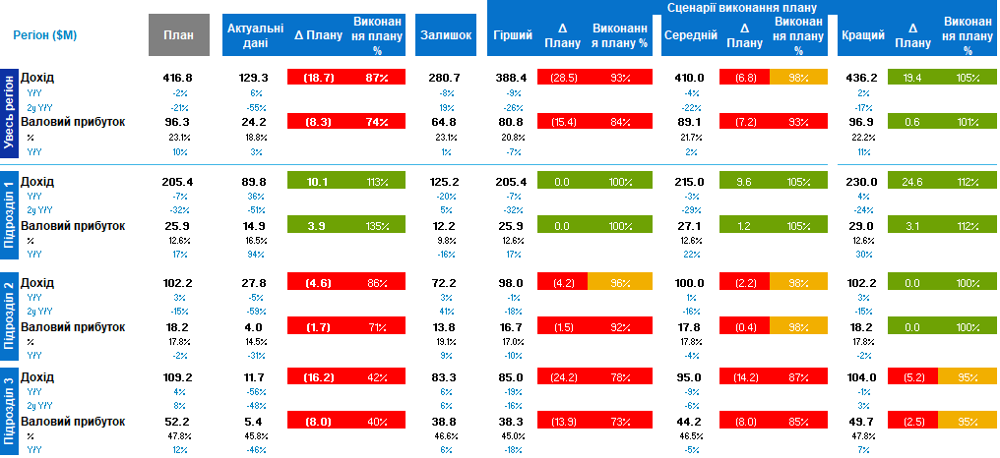 Сценарії виконання плану
Регіон ($M) План Актуальні дані Δ Плану Виконан ня плану % Залишок Гірший Δ Плану Виконанн я плану % Середній Δ Плану Виконан ня плану % Кращий Δ Плану Виконан ня плану %
Увесь регіон
Дохід 416.8 129.3 (18.7) 87% 280.7 388.4 (28.5) 93% 410.0 (6.8) 98% 436.2 19.4 105%
Y/Y -2% 6% -8% -9% -4% 2%
2y Y/Y -21% -55% 19% -26% -22% -17%
Валовий прибуток 96.3 24.2 (8.3) 74% 64.8 80.8 (15.4) 84% 89.1 (7.2) 93% 96.9 0.6 101%
% 23.1% 18.8% 23.1% 20.8% 21.7% 22.2%
Y/Y 10% 3% 1% -7% 2% 11%
Підрозділ 1
Дохід 205.4 89.8 10.1 113% 125.2 205.4 0.0 100% 215.0 9.6 105% 230.0 24.6 112%
Y/Y -7% 36% -20% -7% -3% 4%
2y Y/Y -32% -51% 5% -32% -29% -24%
Валовий прибуток 25.9 14.9 3.9 135% 12.2 25.9 0.0 100% 27.1 1.2 105% 29.0 3.1 112%
% 12.6% 16.5% 9.8% 12.6% 12.6% 12.6%
Y/Y 17% 94% -16% 17% 22% 30%
Підрозділ 2
Дохід 102.2 27.8 (4.6) 86% 72.2 98.0 (4.2) 96% 100.0 (2.2) 98% 102.2 0.0 100%
Y/Y 3% -5% 3% -1% 1% 3%
2y Y/Y -15% -59% 41% -18% -16% -15%
Валовий прибуток 18.2 4.0 (1.7) 71% 13.8 16.7 (1.5) 92% 17.8 (0.4) 98% 18.2 0.0 100%
% 17.8% 14.5% 19.1% 17.0% 17.8% 17.8%
Y/Y -2% -31% 9% -10% -4% -2%
Підрозділ 3
Дохід 109.2 11.7 (16.2) 42% 83.3 85.0 (24.2) 78% 95.0 (14.2) 87% 104.0 (5.2) 95%
Y/Y 4% -56% 6% -19% -9% -1%
2y Y/Y 8% -48% 6% -16% -6% 3%
Валовий прибуток 52.2 5.4 (8.0) 40% 38.8 38.3 (13.9) 73% 44.2 (8.0) 85% 49.7 (2.5) 95%
% 47.8% 45.8% 46.6% 45.0% 46.5% 47.8%
Y/Y 12% -46% 6% -18% -5% 7%